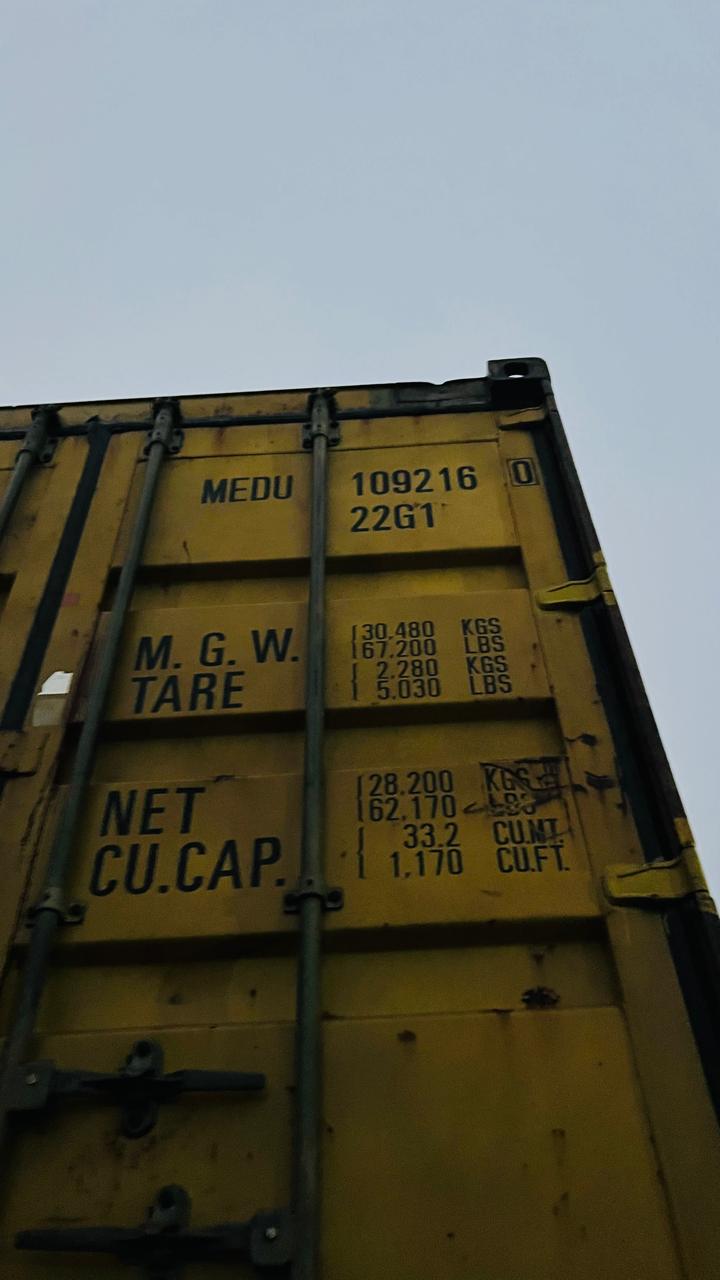 MEDU 109216 0
22G1
M. G. W. 30.480 KGS
67,200 LBS
TARE 2.280 KGS
5.030 LBS
NET 28.200 KGS
62,170 LBS
CU.CAP. 33.2 CU.MT.
1,170 CU.FT.